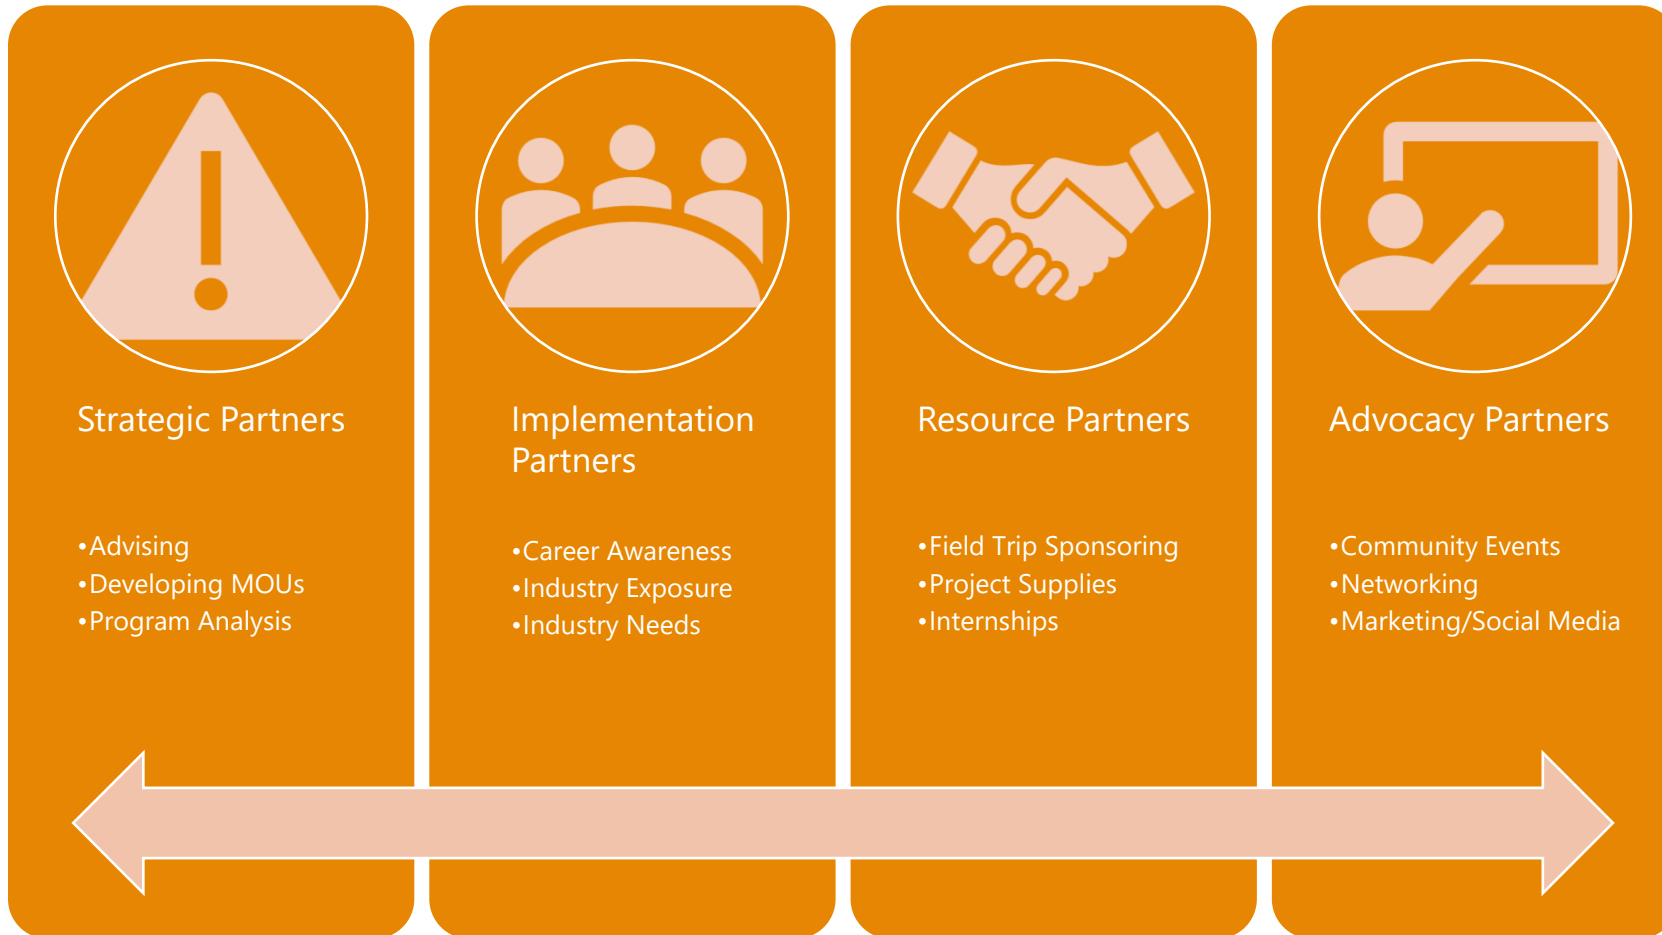 Strategic Partners
•Advising
•Developing MOUs
•Program Analysis
Implementation
Partners
•Career Awareness
•Industry Exposure
•Industry Needs
Resource Partners
•Field Trip Sponsoring
•Project Supplies
•Internships
Advocacy Partners
•Community Events
•Networking
•Marketing/Social Media